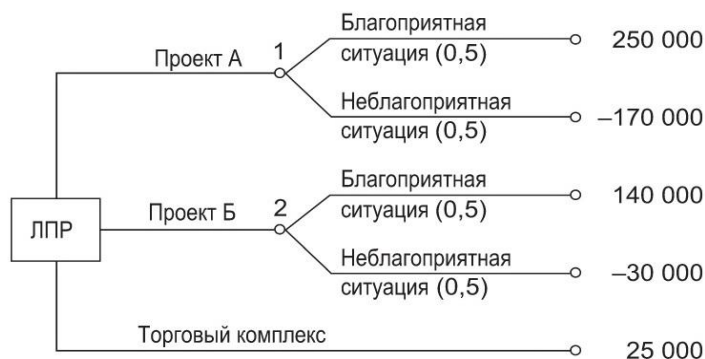 Благоприятная
ситуация (0,5)
250 000
Проект А
1
Неблагоприятная
ситуация (0,5)
–170 000
Благоприятная
ситуация (0,5)
140 000
ЛПР
Проект Б
2
Неблагоприятная
ситуация (0,5)
–30 000
Торговый комплекс
25 000